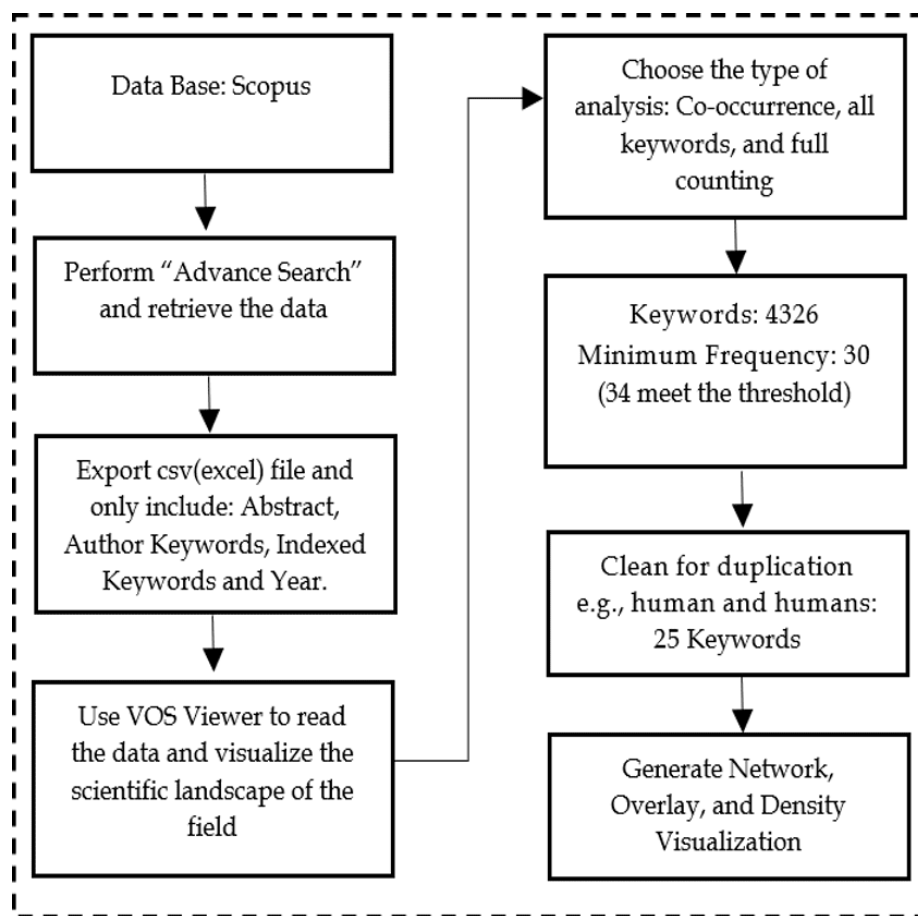 Data Base: Scopus
Perform “Advance Search”
and retrieve the data
Export csv(excel) file and
only include: Abstract,
Author Keywords, Indexed
Keywords and Year.
Use VOS Viewer to read
the data and visualize the
scientific landscape of the
field
Choose the type of
analysis: Co-occurrence, all
keywords, and full
counting
Keywords: 4326
Minimum Frequency: 30
(34 meet the threshold)
Clean for duplication
e.g., human and humans:
25 Keywords
Generate Network,
Overlay, and Density
Visualization